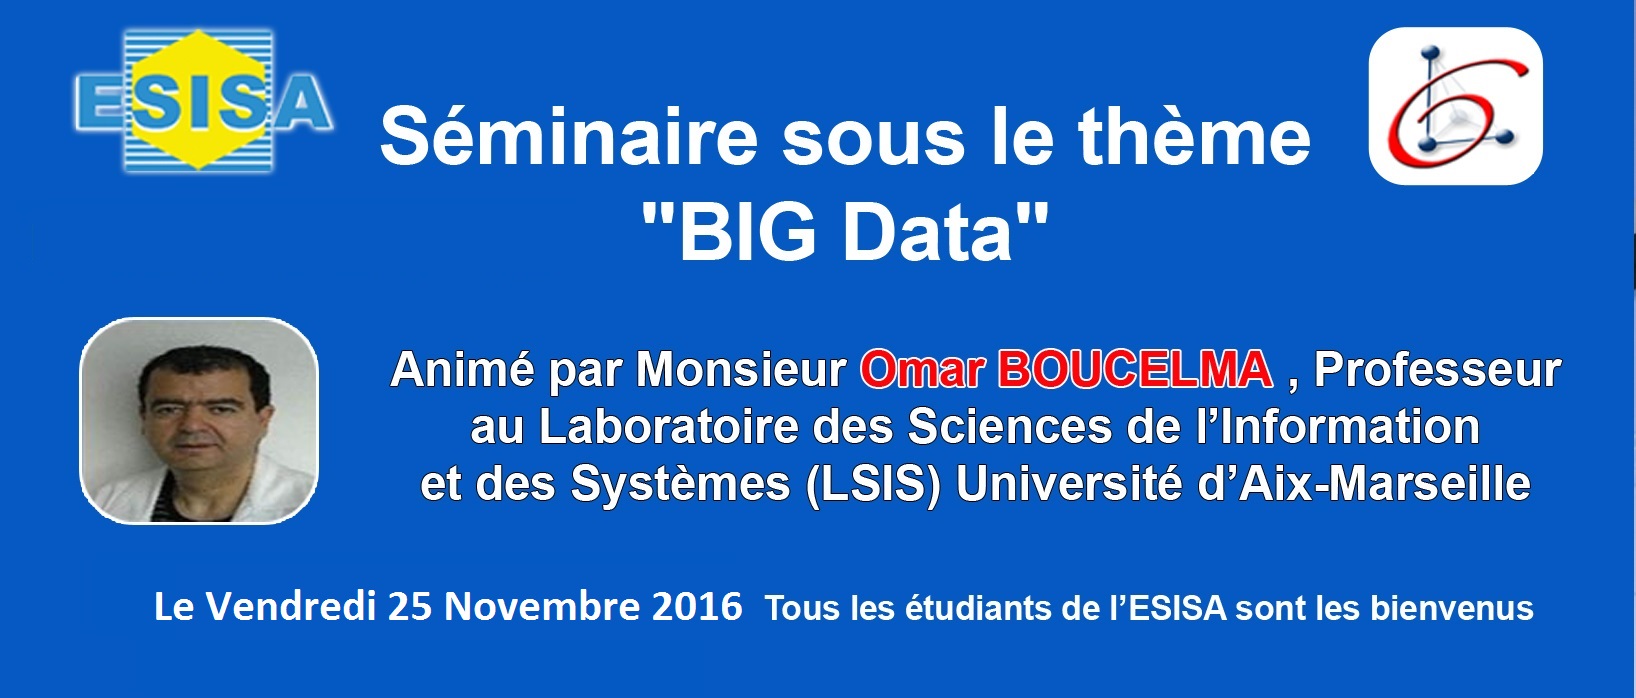 ESISA
Séminaire sous le thème
"BIG Data"
Animé par Monsieur Omar BOUCELMA , Professeur
au Laboratoire des Sciences de l’Information
et des Systèmes (LSIS) Université d’Aix-Marseille
Le Vendredi 25 Novembre 2016 Tous les étudiants de l’ESISA sont les bienvenus